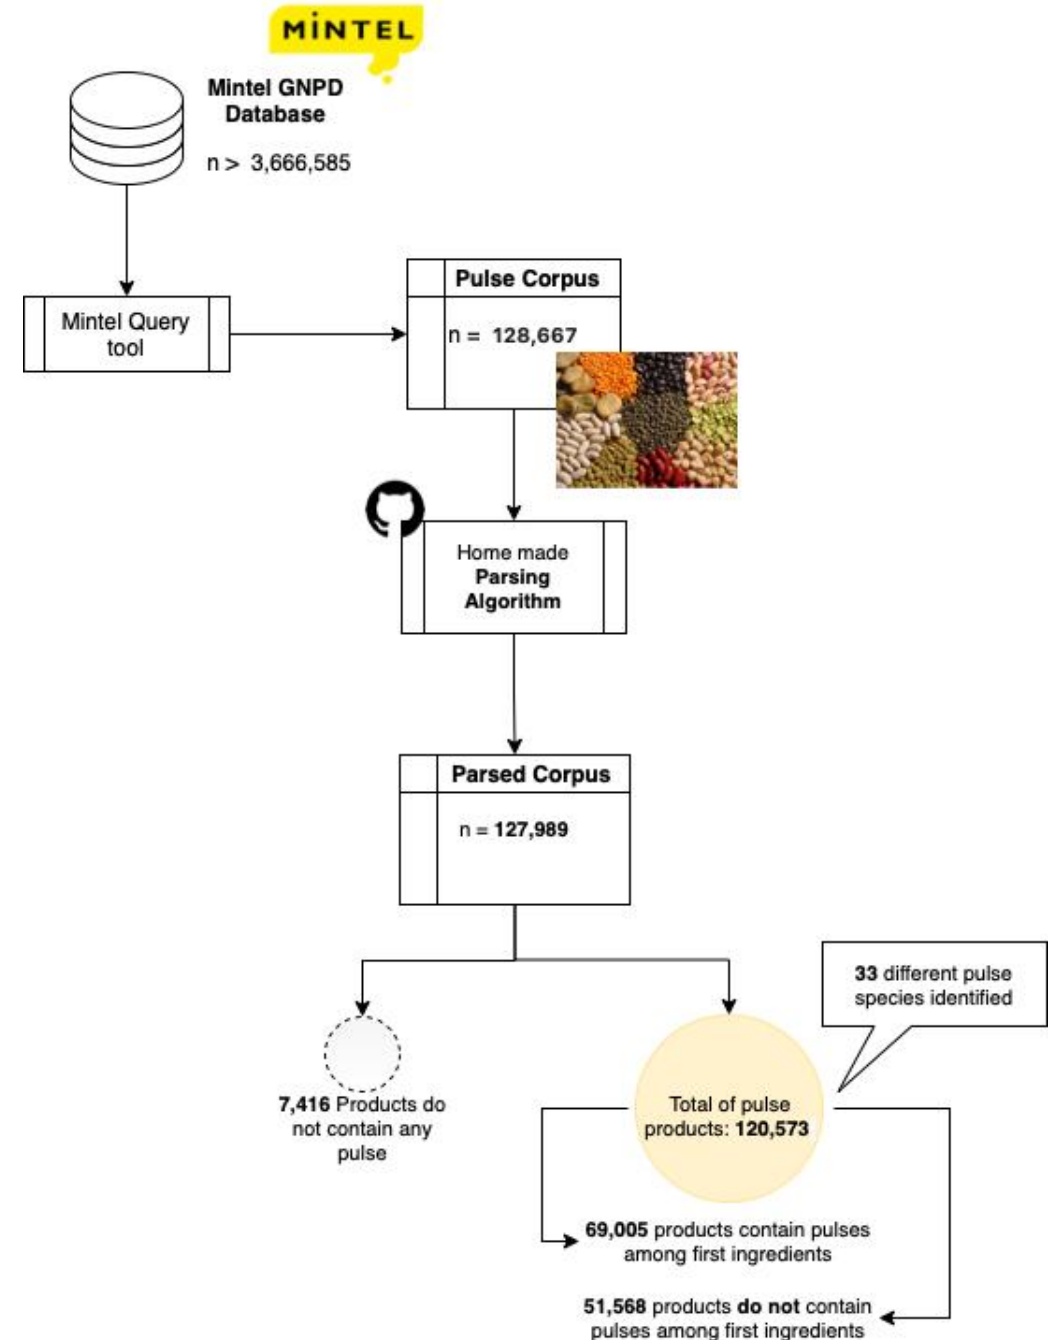 MiNTEL
Mintel GNPD
Database
n > 3,666,585
Mintel Query
tool
Pulse Corpus
n = 128,667
Home made
Parsing
Algorithm
Parsed Corpus
n = 127,989
33 different pulse
species identified
7,416 Products do
not contain any
pulse
Total of pulse
products: 120,573
69,005 products contain pulses
among first ingredients
51,568 products do not contain
pulses among first ingredients